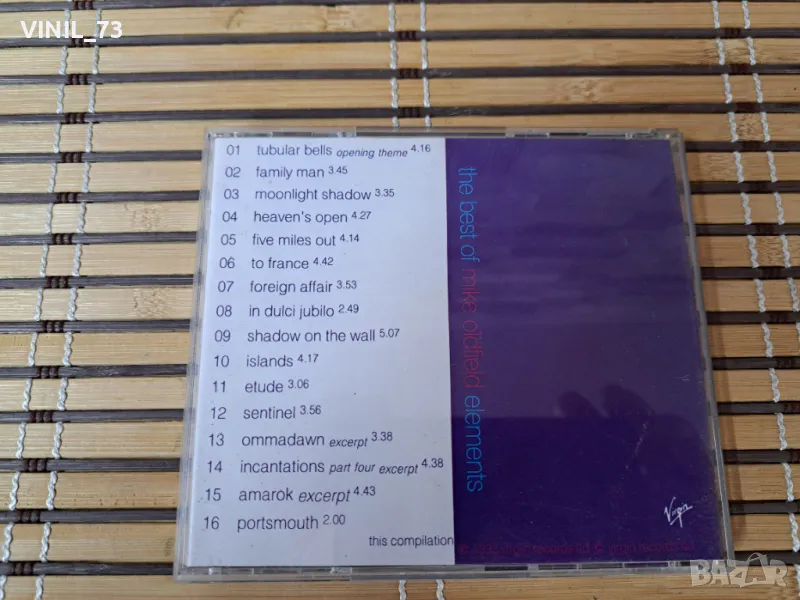 VINIL_73
01 tubular bells opening theme 4.16
02 family man 3.45
03 moonlight shadow 3.35
04 heaven's open 4.27
05 five miles out 4.14
06 to france 4.42
07 foreign affair 3.53
08 in dulci jubilo 2.49
09 shadow on the wall 5.07
10 islands 4.17
11 etude 3.06
12 sentinel 3.56
13 ommadawn excerpt 3.38
14 incantations part four excerpt 4.38
15 amarok excerpt 4.43
16 portsmouth 2.00
this compilation
the best of mike oldfield elements
Virgin
BAZAR